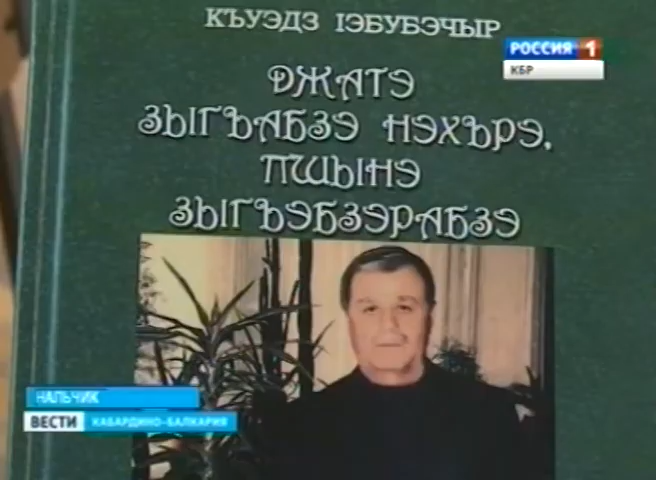 КЪУЭДЗ ІЭБУБЭЧЫР
РОССИЯ 1
КБР
ДЖАТЭ
ЗЫГЪАБЗЭ НЭХЪРЭ,
ПШЫНЭ
ЗЫГЪЭБЗЭРАБЗЭ
НАЛЬЧИК
ВЕСТИ КАБАРДИНО-БАЛКАРИЯ